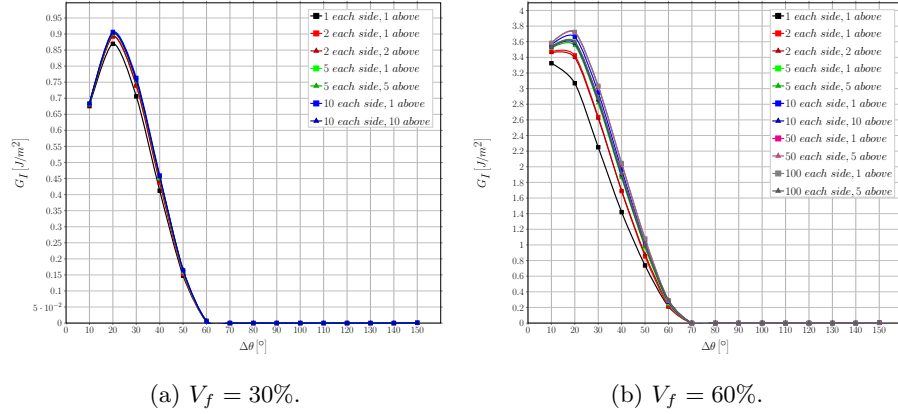 0.95
0.9
0.85
0.8
0.75
0.7
0.65
0.6
0.55
0.5
0.45
0.4
0.35
0.3
0.25
0.2
0.15
0.1
5 · 10⁻²
0
G_I [J/m²]
0 10 20 30 40 50 60 70 80 90 100 110 120 130 140 150
Δθ [°]
1 each side, 1 above
2 each side, 1 above
2 each side, 2 above
5 each side, 1 above
5 each side, 5 above
10 each side, 1 above
10 each side, 10 above
(a) V_f = 30%.
4
3.8
3.6
3.4
3.2
3
2.8
2.6
2.4
2.2
2
1.8
1.6
1.4
1.2
1
0.8
0.6
0.4
0.2
0
G_I [J/m²]
0 10 20 30 40 50 60 70 80 90 100 110 120 130 140 150
Δθ [°]
1 each side, 1 above
2 each side, 1 above
2 each side, 2 above
5 each side, 1 above
5 each side, 5 above
10 each side, 1 above
10 each side, 10 above
50 each side, 1 above
50 each side, 5 above
100 each side, 1 above
100 each side, 5 above
(b) V_f = 60%.